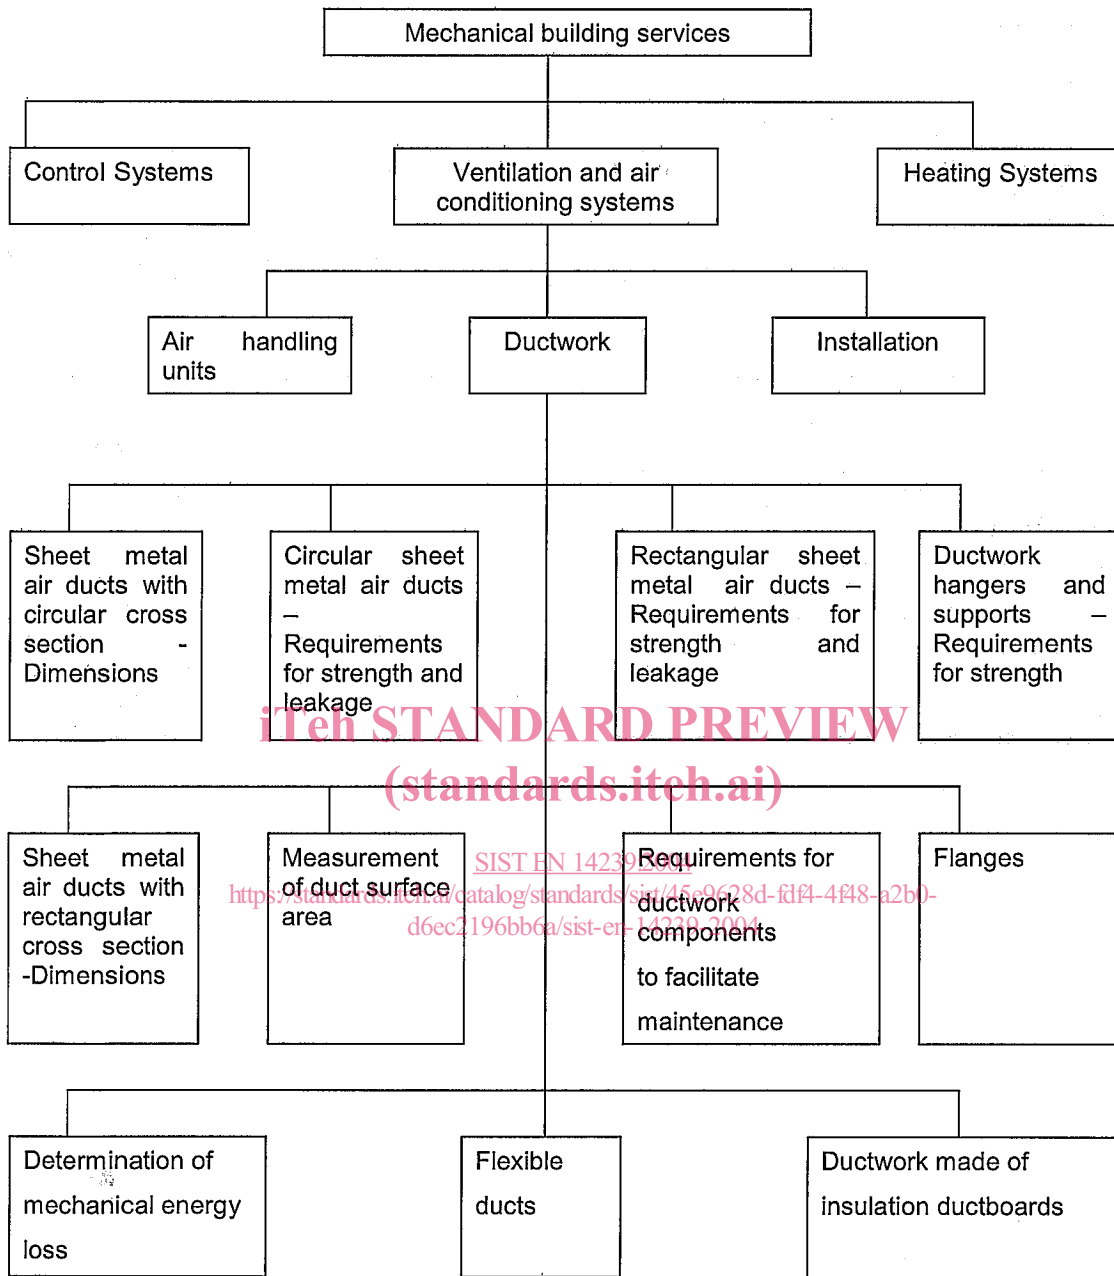 Mechanical building services
Control Systems
Ventilation and air
conditioning systems
Heating Systems
Air handling
units
Ductwork
Installation
Sheet metal
air ducts with
circular cross
section -
Dimensions
Circular sheet
metal air ducts
–
Requirements
for strength and
leakage
Rectangular sheet
metal air ducts –
Requirements for
strength and
leakage
Ductwork
hangers and
supports –
Requirements
for strength
iTeh STANDARD PREVIEW
(standards.iteh.ai)
Sheet metal
air ducts with
rectangular
cross section
-Dimensions
Measurement
of duct surface
area
Requirements for
ductwork
components
to facilitate
maintenance
Flanges
SIST EN 14239:2004
https://standards.iteh.ai/catalog/standards/sist/45e9628d-fdf4-4f48-a2b0-
d6ec2196bb6a/sist-en-14239-2004
Determination of
mechanical energy
loss
Flexible
ducts
Ductwork made of
insulation ductboards